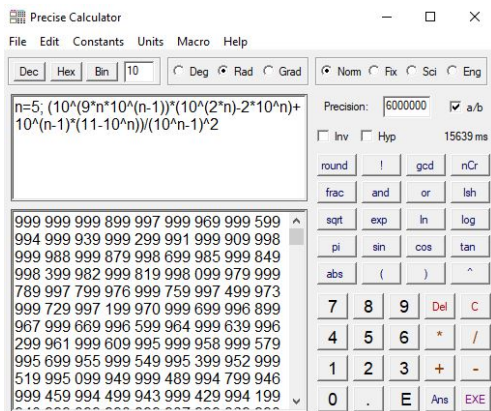 Precise Calculator
File Edit Constants Units Macro Help
Dec Hex Bin 10 Deg Rad Grad Norm Fix Sci Eng
n=5; (10^(9*n*10^(n-1))*(10^(2*n)-2*10^n)+
10^(n-1)*(11-10^n))/(10^n-1)^2
Precision: 6000000 a/b
Inv Hyp 15639 ms
round ! gcd nCr
frac and or lsh
sqrt exp ln log
pi sin cos tan
abs ( ) ^
7 8 9 Del C
4 5 6 * /
1 2 3 + -
0 . E Ans EXE
999 999 999 899 997 999 969 999 599
994 999 939 999 299 991 999 909 998
999 988 999 879 998 699 985 999 849
998 399 982 999 819 998 099 979 999
789 997 799 976 999 759 997 499 973
999 729 997 199 970 999 699 996 899
967 999 669 996 599 964 999 639 996
299 961 999 609 995 999 958 999 579
995 699 955 999 549 995 399 952 999
519 995 099 949 999 489 994 799 946
999 459 994 499 943 999 429 994 199